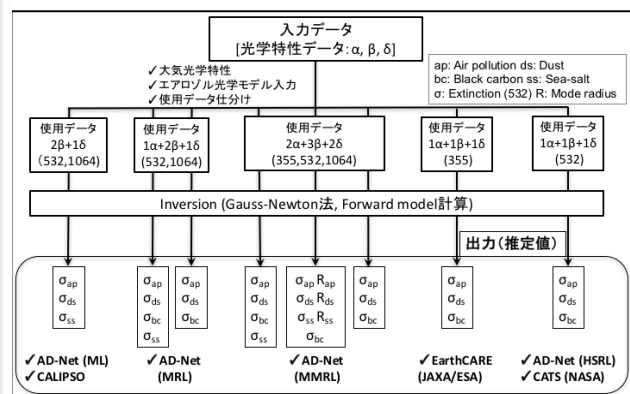 入力データ
[光学特性データ: α, β, δ]
✓大気光学特性
✓エアロゾル光学モデル入力
✓使用データ仕分け
ap: Air pollution ds: Dust
bc: Black carbon ss: Sea-salt
σ: Extinction (532) R: Mode radius
使用データ
2β+1δ
(532,1064)
使用データ
1α+2β+1δ
(532,1064)
使用データ
2α+3β+2δ
(355,532,1064)
使用データ
1α+1β+1δ
(355)
使用データ
1α+1β+1δ
(532)
Inversion (Gauss-Newton法, Forward model計算)
出力(推定値)
σap
σds
σss
σap
σds
σbc
σss
σap
σds
σbc
σap
σds
σbc
σss
σap Rap
σds Rds
σss Rss
σbc
σap
σds
σbc
σap
σds
σbc
σap
σds
σbc
✓AD-Net (ML)
✓CALIPSO
✓AD-Net
(MRL)
✓AD-Net
(MMRL)
✓EarthCARE
(JAXA/ESA)
✓AD-Net (HSRL)
✓CATS (NASA)